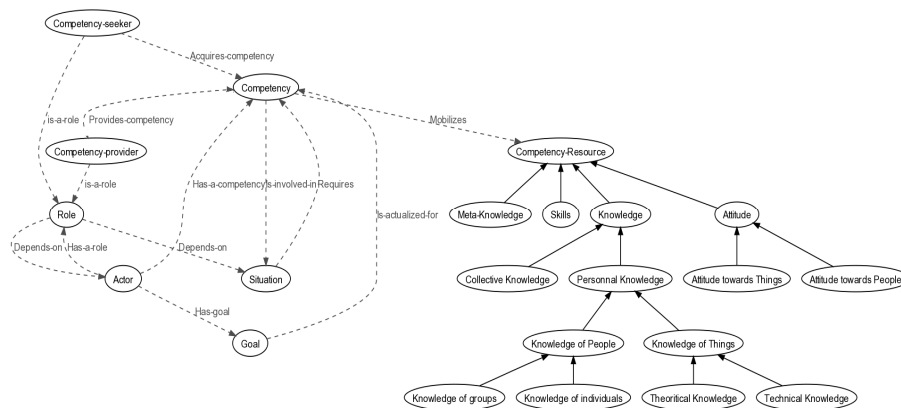 Competency-seeker
Acquires-competency
Competency
is-a-role
Provides-competency
Mobilizes
Competency-provider
Competency-Resource
is-a-role
Has-a-competency
is-involved-in
Requires
Role
Meta-Knowledge
Skills
Knowledge
Attitude
is-actualized-for
Depends-on
Has-a-role
Depends-on
Actor
Situation
Collective Knowledge
Personnal Knowledge
Attitude towards Things
Attitude towards People
Has-goal
Goal
Knowledge of People
Knowledge of Things
Knowledge of groups
Knowledge of individuals
Theoritical Knowledge
Technical Knowledge